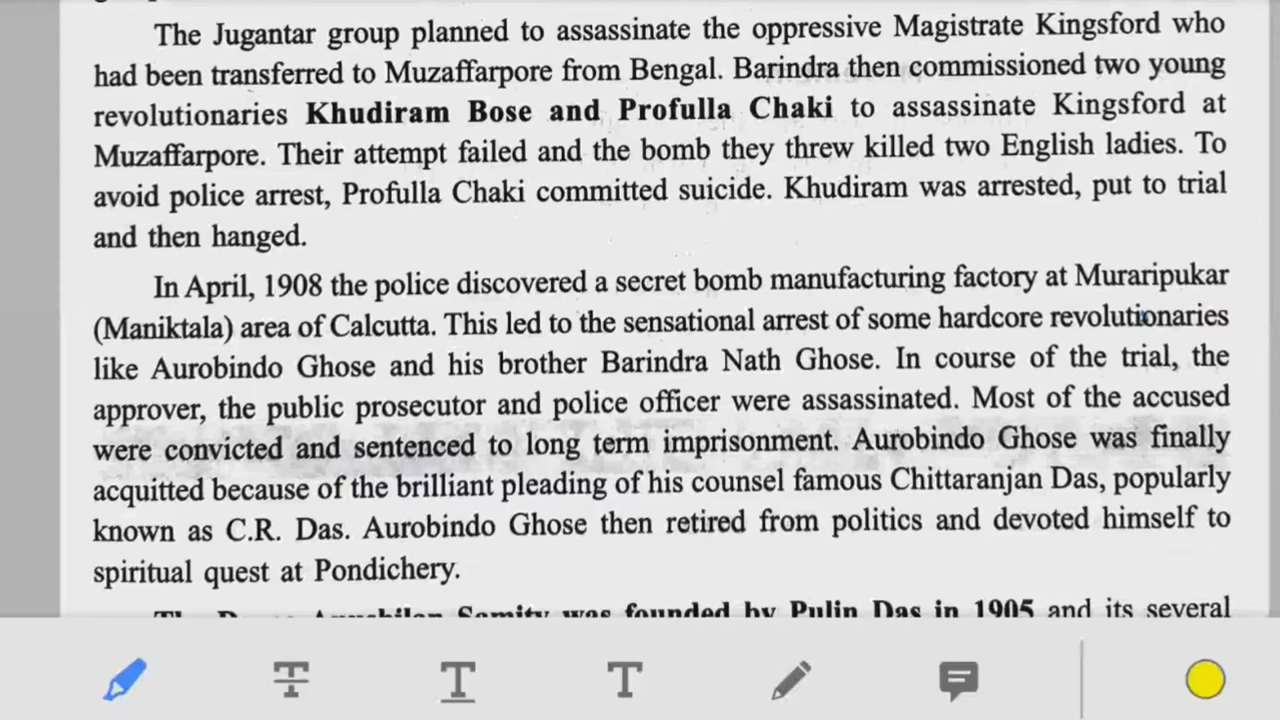 The Jugantar group planned to assassinate the oppressive Magistrate Kingsford who
had been transferred to Muzaffarpore from Bengal. Barindra then commissioned two young
revolutionaries Khudiram Bose and Profulla Chaki to assassinate Kingsford at
Muzaffarpore. Their attempt failed and the bomb they threw killed two English ladies. To
avoid police arrest, Profulla Chaki committed suicide. Khudiram was arrested, put to trial
and then hanged.
In April, 1908 the police discovered a secret bomb manufacturing factory at Muraripukar
(Maniktala) area of Calcutta. This led to the sensational arrest of some hardcore revolutionaries
like Aurobindo Ghose and his brother Barindra Nath Ghose. In course of the trial, the
approver, the public prosecutor and police officer were assassinated. Most of the accused
were convicted and sentenced to long term imprisonment. Aurobindo Ghose was finally
acquitted because of the brilliant pleading of his counsel famous Chittaranjan Das, popularly
known as C.R. Das. Aurobindo Ghose then retired from politics and devoted himself to
spiritual quest at Pondichery.
Samity was founded by Pulin Das in 1905 and its several